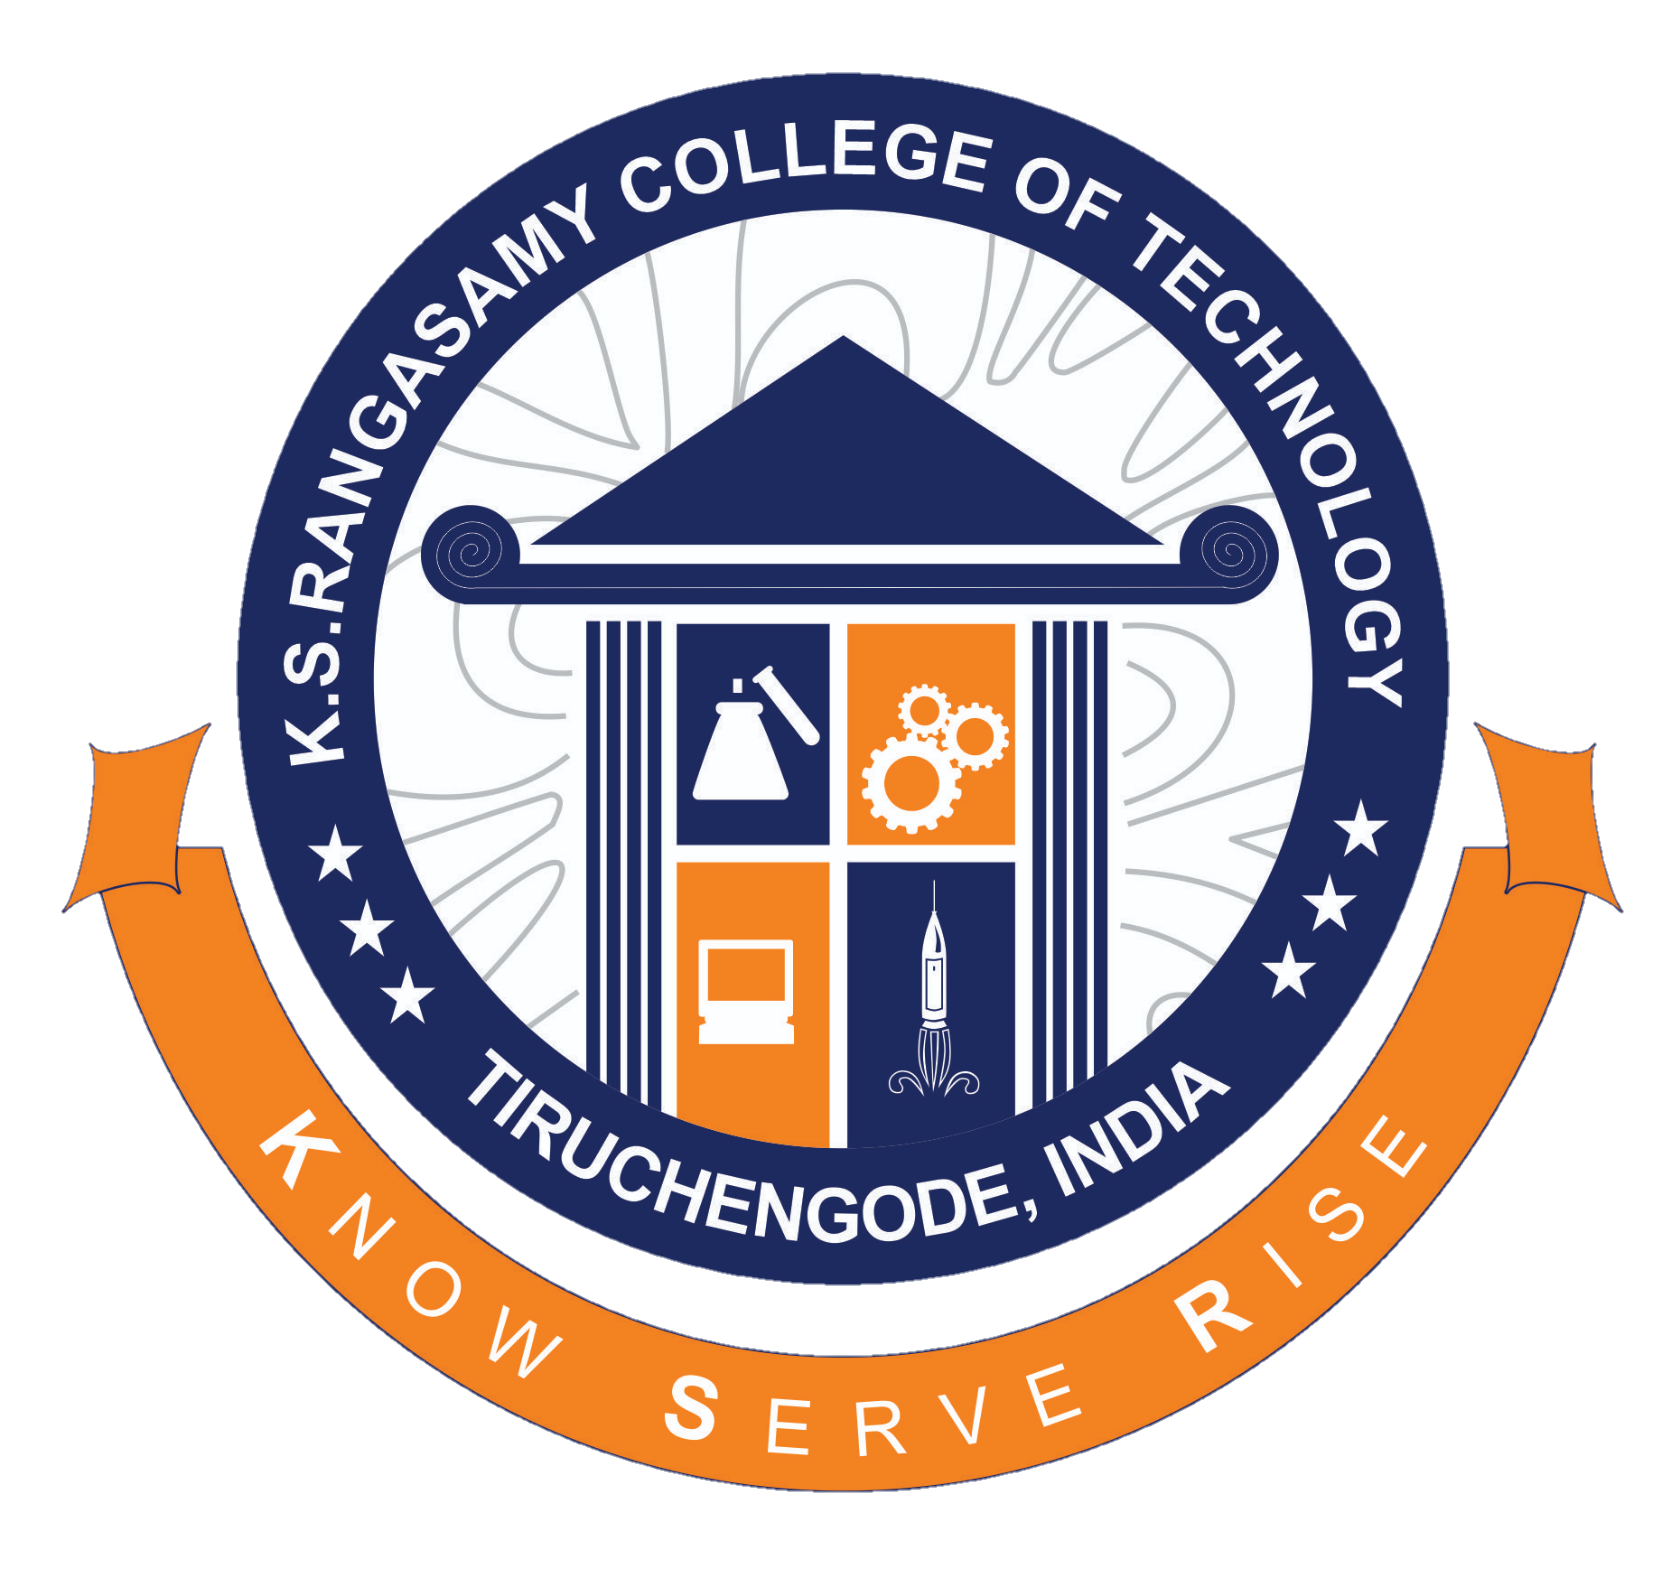 K.S.RANGASAMY COLLEGE OF TECHNOLOGY
TIRUCHENGODE, INDIA
KNOW SERVE RISE